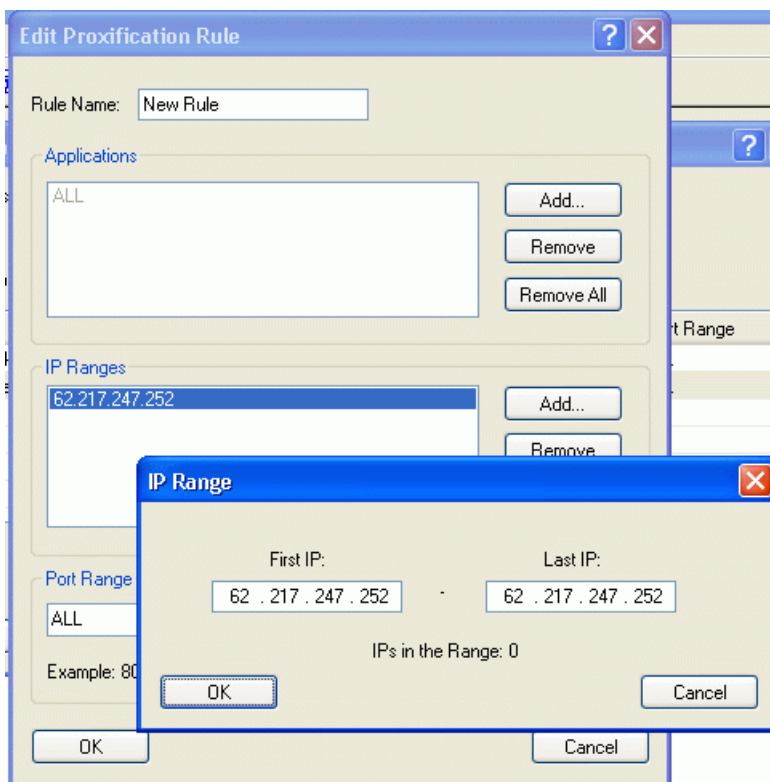 Edit Proxification Rule
Rule Name: New Rule
Applications
ALL
Add...
Remove
Remove All
t Range
IP Ranges
62.217.247.252
Add...
Remove
IP Range
First IP:
Last IP:
62 . 217 . 247 . 252 - 62 . 217 . 247 . 252
IPs in the Range: 0
OK
Cancel
Port Range
ALL
Example: 80
OK
Cancel